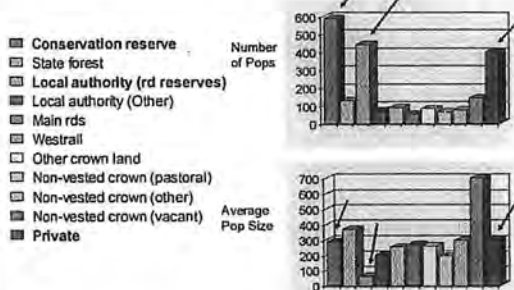 Conservation reserve
State forest
Local authority (rd reserves)
Local authority (Other)
Main rds
Westrail
Other crown land
Non-vested crown (pastoral)
Non-vested crown (other)
Non-vested crown (vacant)
Private
Number
of Pops
600
500
400
300
200
100
0
Average
Pop Size
700
600
500
400
300
200
100
0